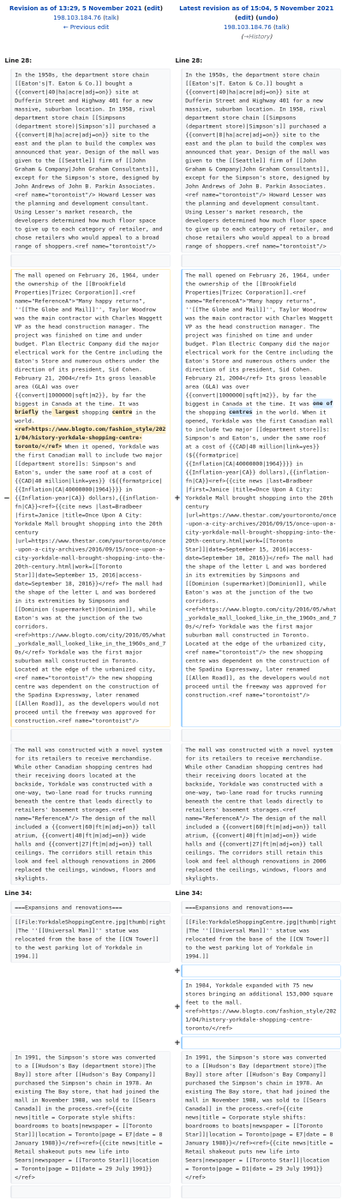 Revision as of 13:29, 5 November 2021 (edit)
198.103.184.76 (talk)
← Previous edit
Latest revision as of 15:04, 5 November 2021
(edit) (undo)
198.103.184.76 (talk)
(→History)
Line 28:
Line 28:
In the 1950s, the department store chain
[[Eaton's|T. Eaton & Co.]] bought a
{{convert|40|ha|acre|adj=on}} site at
Dufferin Street and Highway 401 for a new
massive, suburban location. In 1958, rival
department store chain [[Simpsons
(department store)|Simpson's]] purchased a
{{convert|8|ha|acre|adj=on}} site to the
east and the plan to build the complex was
announced that year. Design of the mall was
given to the [[Seattle]] firm of [[John
Graham & Company|John Graham Consultants]],
except for the Simpson's store, designed by
John Andrews of John B. Parkin Associates.
<ref name="torontoist"/> Howard Lesser was
the planning and development consultant.
Using Lesser's market research, the
developers determined how much floor space
to give up to each category of retailer, and
chose retailers who would appeal to a broad
range of shoppers.<ref name="torontoist"/>
In the 1950s, the department store chain
[[Eaton's|T. Eaton & Co.]] bought a
{{convert|40|ha|acre|adj=on}} site at
Dufferin Street and Highway 401 for a new
massive, suburban location. In 1958, rival
department store chain [[Simpsons
(department store)|Simpson's]] purchased a
{{convert|8|ha|acre|adj=on}} site to the
east and the plan to build the complex was
announced that year. Design of the mall was
given to the [[Seattle]] firm of [[John
Graham & Company|John Graham Consultants]],
except for the Simpson's store, designed by
John Andrews of John B. Parkin Associates.
<ref name="torontoist"/> Howard Lesser was
the planning and development consultant.
Using Lesser's market research, the
developers determined how much floor space
to give up to each category of retailer, and
chose retailers who would appeal to a broad
range of shoppers.<ref name="torontoist"/>
−
The mall opened on February 26, 1964, under
the ownership of the [[Brookfield
Properties|Trizec Corporation]].<ref
name="ReferenceA">"Many happy returns",
''[[The Globe and Mail]]'', Taylor Woodrow
was the main contractor with Charles Waggett
VP as the head construction manager. The
project was finished on time and under
budget. Plan Electric Company did the major
electrical work for the Centre including the
Eaton's Store and numerous others under the
direction of its president, Sid Cohen.
February 21, 2004</ref> Its gross leasable
area (GLA) was over
{{convert|1000000|sqft|m2}}, by far the
biggest in Canada at the time. It was
briefly the largest shopping centre in the
world.
<ref>https://www.blogto.com/fashion_style/202
1/04/history-yorkdale-shopping-centre-
toronto/</ref> When it opened, Yorkdale was
the first Canadian mall to include two major
[[department store]]s: Simpson's and
Eaton's, under the same roof at a cost of
{{CAD|40 million|link=yes}} ({{formatprice|
{{Inflation|CA|40000000|1964}}}} in
{{Inflation-year|CA}} dollars),{{inflation-
fn|CA}}<ref>{{cite news |last=Bradbeer
|first=Janice |title=Once Upon A City:
Yorkdale Mall brought shopping into the 20th
century
|url=https://www.thestar.com/yourtoronto/once
-upon-a-city-archives/2016/09/15/once-upon-a-
city-yorkdale-mall-brought-shopping-into-the-
20th-century.html|work=[[Toronto
Star]]|date=September 15, 2016|access-
date=September 18, 2016}}</ref> The mall had
the shape of the letter L and was bordered
in its extremities by Simpsons and
[[Dominion (supermarket)|Dominion]], while
Eaton's was at the junction of the two
corridors.
<ref>https://www.blogto.com/city/2016/05/what
_yorkdale_mall_looked_like_in_the_1960s_and_7
0s/</ref> Yorkdale was the first major
suburban mall constructed in Toronto.
Located at the edge of the urbanized city,
<ref name="torontoist"/> the new shopping
centre was dependent on the construction of
the Spadina Expressway, later renamed
[[Allen Road]], as the developers would not
proceed until the freeway was approved for
construction.<ref name="torontoist"/>
+
The mall opened on February 26, 1964, under
the ownership of the [[Brookfield
Properties|Trizec Corporation]].<ref
name="ReferenceA">"Many happy returns",
''[[The Globe and Mail]]'', Taylor Woodrow
was the main contractor with Charles Waggett
VP as the head construction manager. The
project was finished on time and under
budget. Plan Electric Company did the major
electrical work for the Centre including the
Eaton's Store and numerous others under the
direction of its president, Sid Cohen.
February 21, 2004</ref> Its gross leasable
area (GLA) was over
{{convert|1000000|sqft|m2}}, by far the
biggest in Canada at the time. It was one of
the shopping centres in the world. When it
opened, Yorkdale was the first Canadian mall
to include two major [[department store]]s:
Simpson's and Eaton's, under the same roof
at a cost of {{CAD|40 million|link=yes}}
({{formatprice|
{{Inflation|CA|40000000|1964}}}} in
{{Inflation-year|CA}} dollars),{{inflation-
fn|CA}}<ref>{{cite news |last=Bradbeer
|first=Janice |title=Once Upon A City:
Yorkdale Mall brought shopping into the 20th
century
|url=https://www.thestar.com/yourtoronto/once
-upon-a-city-archives/2016/09/15/once-upon-a-
city-yorkdale-mall-brought-shopping-into-the-
20th-century.html|work=[[Toronto
Star]]|date=September 15, 2016|access-
date=September 18, 2016}}</ref> The mall had
the shape of the letter L and was bordered
in its extremities by Simpsons and
[[Dominion (supermarket)|Dominion]], while
Eaton's was at the junction of the two
corridors.
<ref>https://www.blogto.com/city/2016/05/what
_yorkdale_mall_looked_like_in_the_1960s_and_7
0s/</ref> Yorkdale was the first major
suburban mall constructed in Toronto.
Located at the edge of the urbanized city,
<ref name="torontoist"/> the new shopping
centre was dependent on the construction of
the Spadina Expressway, later renamed
[[Allen Road]], as the developers would not
proceed until the freeway was approved for
construction.<ref name="torontoist"/>
The mall was constructed with a novel system
for its retailers to receive merchandise.
While other Canadian shopping centres had
their receiving doors located at the
backside, Yorkdale was constructed with a
one-way, two-lane road for trucks running
beneath the centre that leads directly to
retailers' basement storages.<ref
name="ReferenceA"/> The design of the mall
included a {{convert|60|ft|m|adj=on}} tall
atrium, {{convert|40|ft|m|adj=on}} wide
halls and {{convert|27|ft|m|adj=on}} tall
corridors. The corridors still retain this
look and feel although renovations in 2006
replaced the ceilings, windows, floors and
skylights.
The mall was constructed with a novel system
for its retailers to receive merchandise.
While other Canadian shopping centres had
their receiving doors located at the
backside, Yorkdale was constructed with a
one-way, two-lane road for trucks running
beneath the centre that leads directly to
retailers' basement storages.<ref
name="ReferenceA"/> The design of the mall
included a {{convert|60|ft|m|adj=on}} tall
atrium, {{convert|40|ft|m|adj=on}} wide
halls and {{convert|27|ft|m|adj=on}} tall
corridors. The corridors still retain this
look and feel although renovations in 2006
replaced the ceilings, windows, floors and
skylights.
Line 34:
Line 34:
===Expansions and renovations===
===Expansions and renovations===
[[File:YorkdaleShoppingCentre.jpg|thumb|right
|The ''[[Universal Man]]'' statue was
relocated from the base of the [[CN Tower]]
to the west parking lot of Yorkdale in
1994.]]
[[File:YorkdaleShoppingCentre.jpg|thumb|right
|The ''[[Universal Man]]'' statue was
relocated from the base of the [[CN Tower]]
to the west parking lot of Yorkdale in
1994.]]
+
+
In 1984, Yorkdale expanded with 75 new
stores bringing an additional 153,000 square
feet to the mall.
<ref>https://www.blogto.com/fashion_style/202
1/04/history-yorkdale-shopping-centre-
toronto/</ref>
+
In 1991, the Simpson's store was converted
to a [[Hudson's Bay (department store)|The
Bay]] store after [[Hudson's Bay Company]]
purchased the Simpson's chain in 1978. An
existing The Bay store, that had joined the
mall in November 1988, was sold to [[Sears
Canada]] in the process.<ref>{{cite
news|title = Corporate style shifts:
boardrooms to boats|newspaper = [[Toronto
Star]]|location = Toronto|page = E7|date = 8
January 1988}}</ref><ref>{{cite news|title =
Retail shakeout puts new life into
Sears|newspaper = [[Toronto Star]]|location
= Toronto|page = D1|date = 29 July 1991}}
</ref>
In 1991, the Simpson's store was converted
to a [[Hudson's Bay (department store)|The
Bay]] store after [[Hudson's Bay Company]]
purchased the Simpson's chain in 1978. An
existing The Bay store, that had joined the
mall in November 1988, was sold to [[Sears
Canada]] in the process.<ref>{{cite
news|title = Corporate style shifts:
boardrooms to boats|newspaper = [[Toronto
Star]]|location = Toronto|page = E7|date = 8
January 1988}}</ref><ref>{{cite news|title =
Retail shakeout puts new life into
Sears|newspaper = [[Toronto Star]]|location
= Toronto|page = D1|date = 29 July 1991}}
</ref>